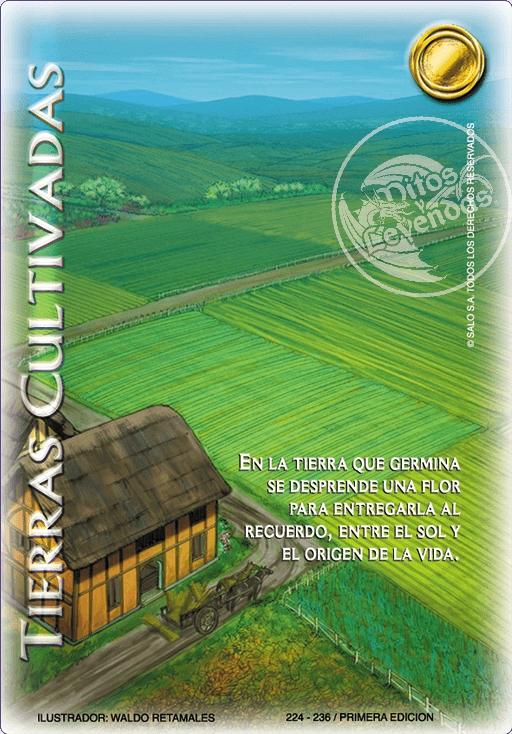 TIERRAS CULTIVADAS
Mitos
y
Leyendas
© SALO S.A. TODOS LOS DERECHOS RESERVADOS
EN LA TIERRA QUE GERMINA
SE DESPRENDE UNA FLOR
PARA ENTREGARLA AL
RECUERDO, ENTRE EL SOL Y
EL ORIGEN DE LA VIDA.
ILUSTRADOR: WALDO RETAMALES 224 - 236 / PRIMERA EDICION